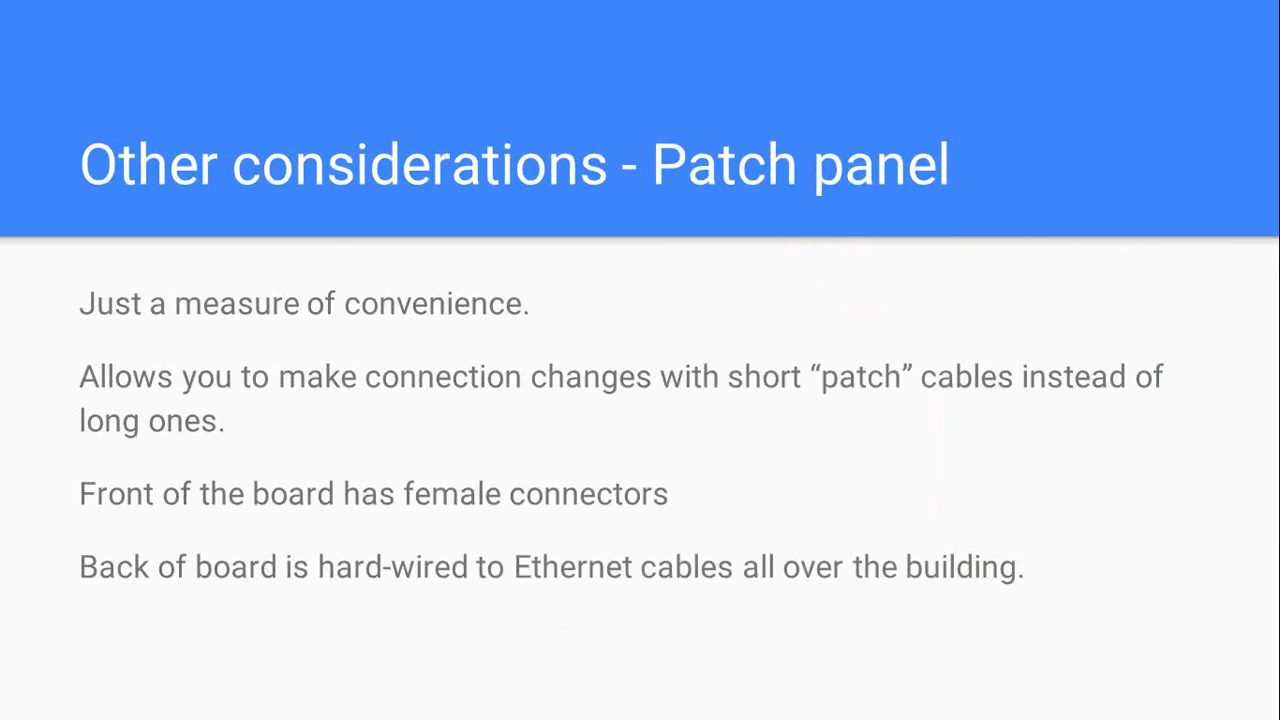 Other considerations - Patch panel
Just a measure of convenience.
Allows you to make connection changes with short “patch” cables instead of
long ones.
Front of the board has female connectors
Back of board is hard-wired to Ethernet cables all over the building.